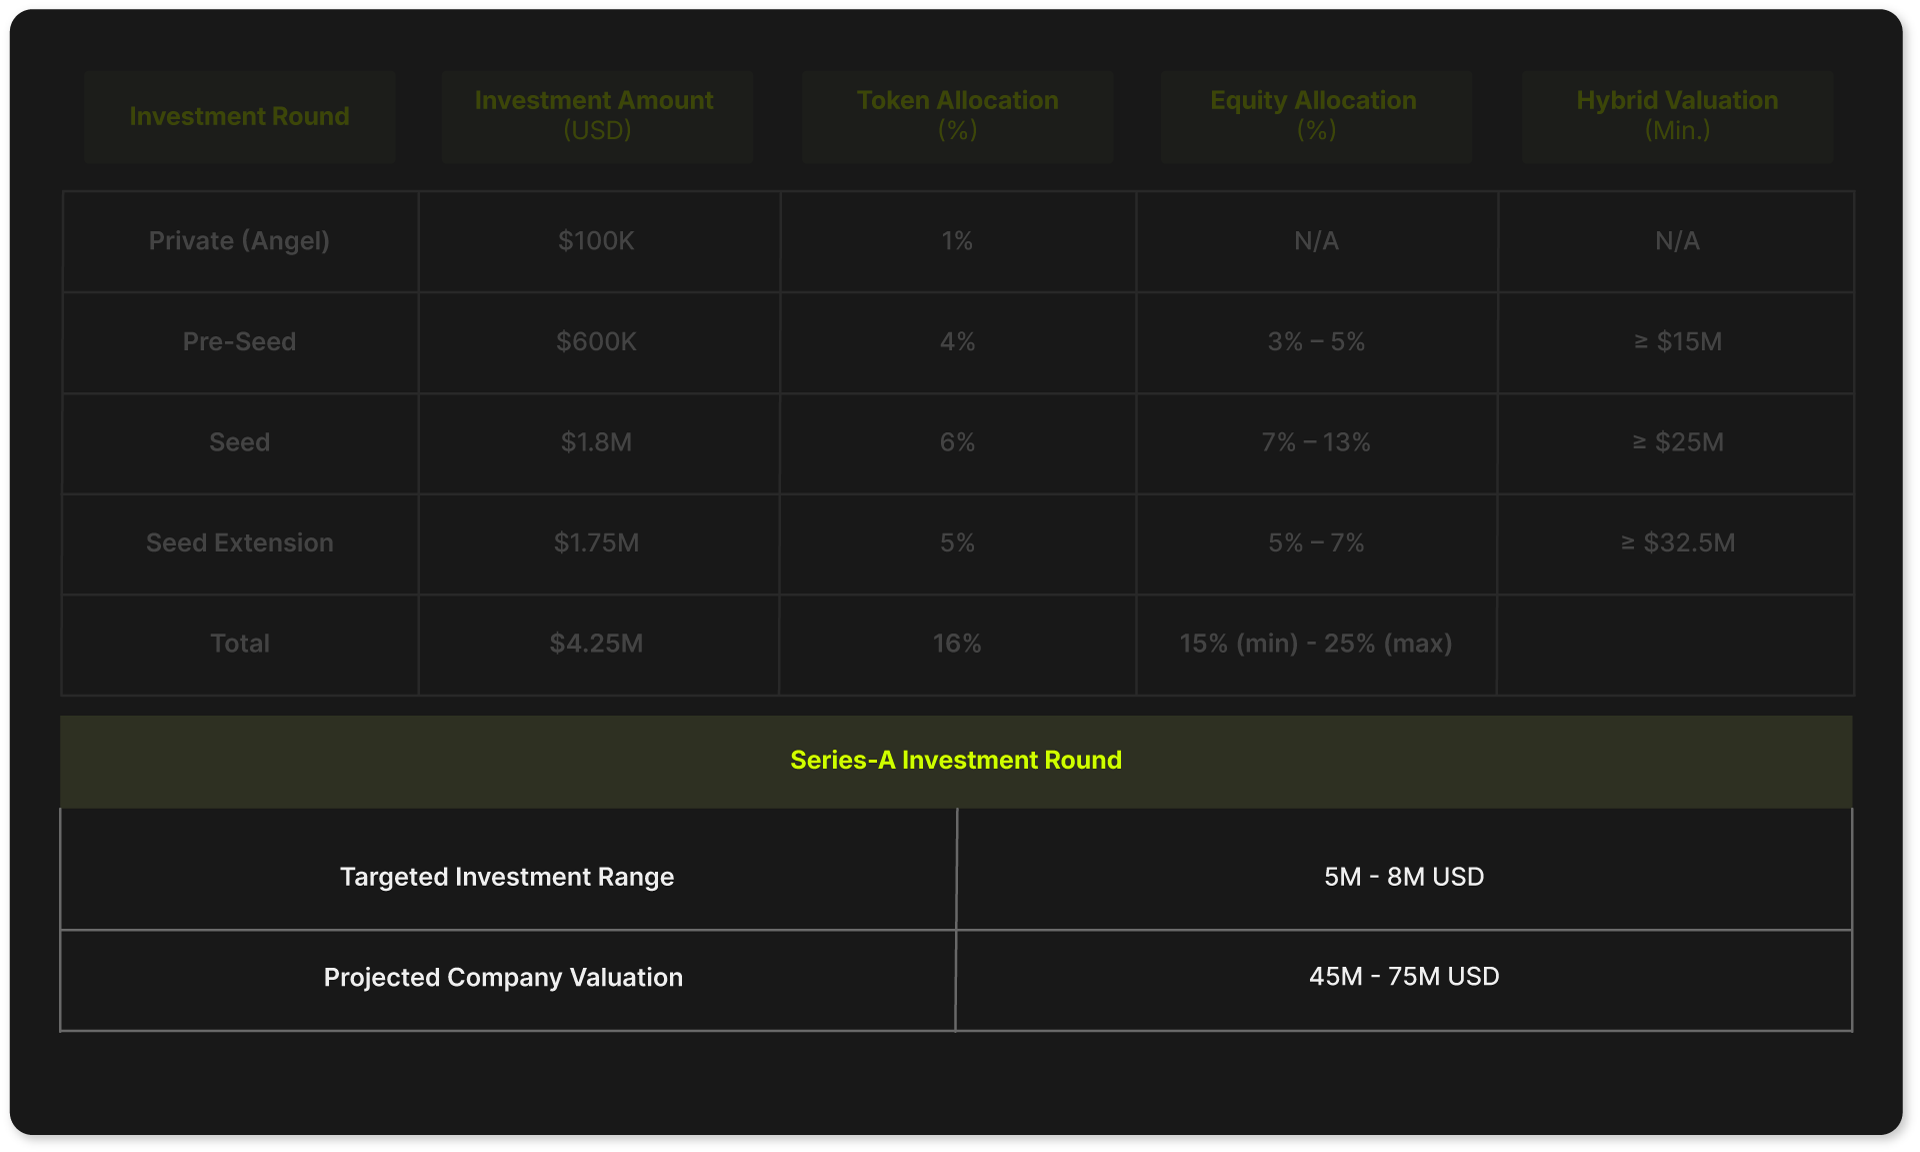 Investment Round
Investment Amount
(USD)
Token Allocation
(%)
Equity Allocation
(%)
Hybrid Valuation
(Min.)
Private (Angel)
$100K
1%
N/A
N/A
Pre-Seed
$600K
4%
3% – 5%
≥ $15M
Seed
$1.8M
6%
7% – 13%
≥ $25M
Seed Extension
$1.75M
5%
5% – 7%
≥ $32.5M
Total
$4.25M
16%
15% (min) - 25% (max)
Series-A Investment Round
Targeted Investment Range
5M - 8M USD
Projected Company Valuation
45M - 75M USD